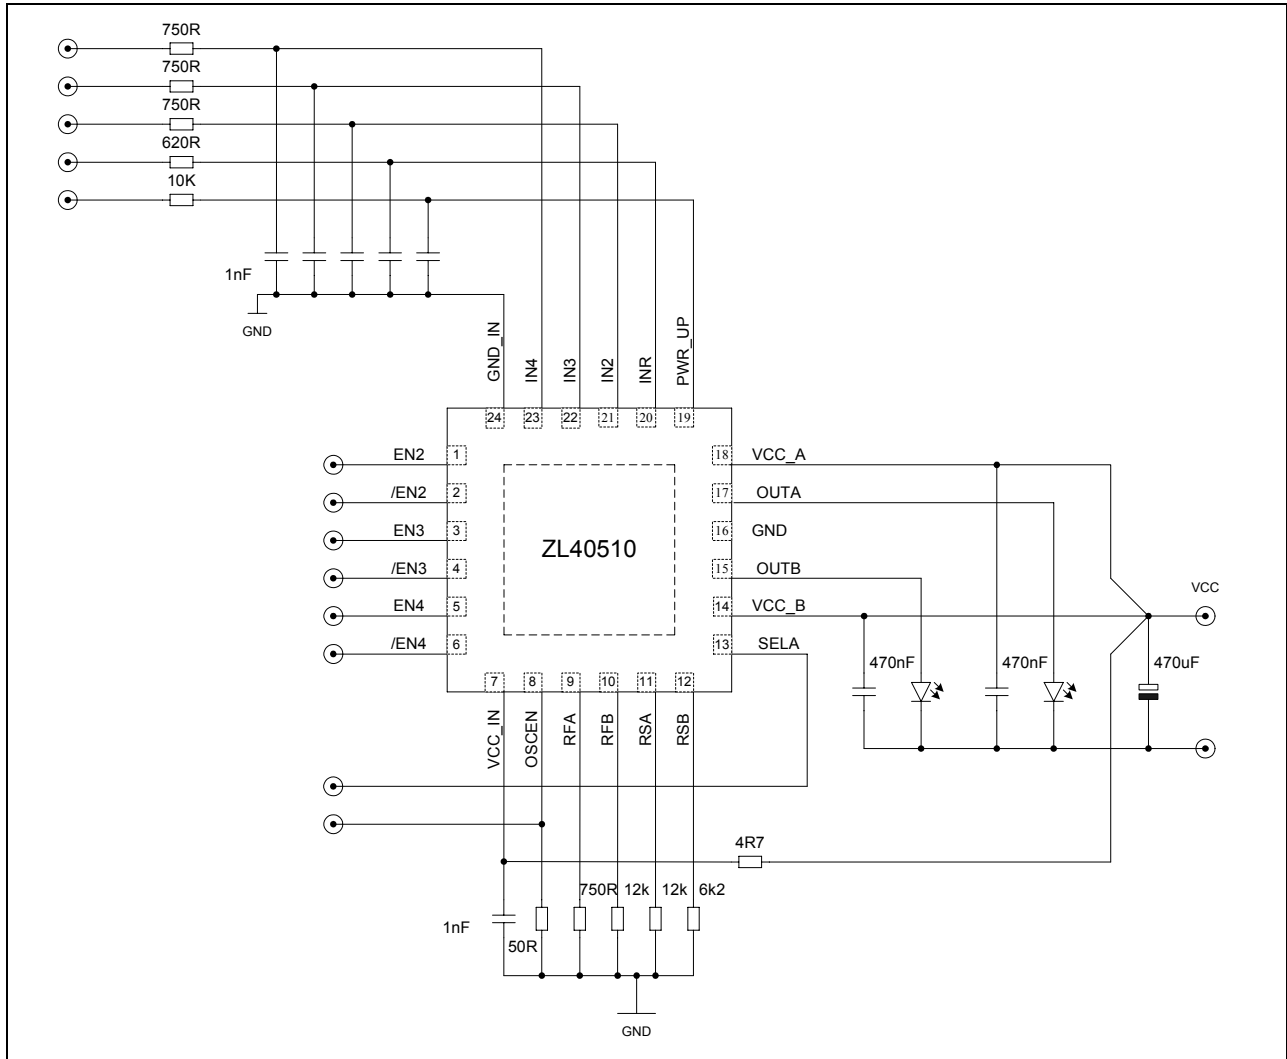 750R
750R
750R
620R
10K
1nF
GND
GND_IN
IN4
IN3
IN2
INR
PWR_UP
24
23
22
21
20
19
EN2
1
18
VCC_A
/EN2
2
17
OUTA
EN3
3
16
GND
/EN3
4
ZL40510
15
OUTB
EN4
5
14
VCC_B
VCC
/EN4
6
13
SELA
470nF
470nF
470uF
7
8
9
10
11
12
VCC_IN
OSCEN
RFA
RFB
RSA
RSB
4R7
750R
12k
12k
6k2
1nF
50R
GND